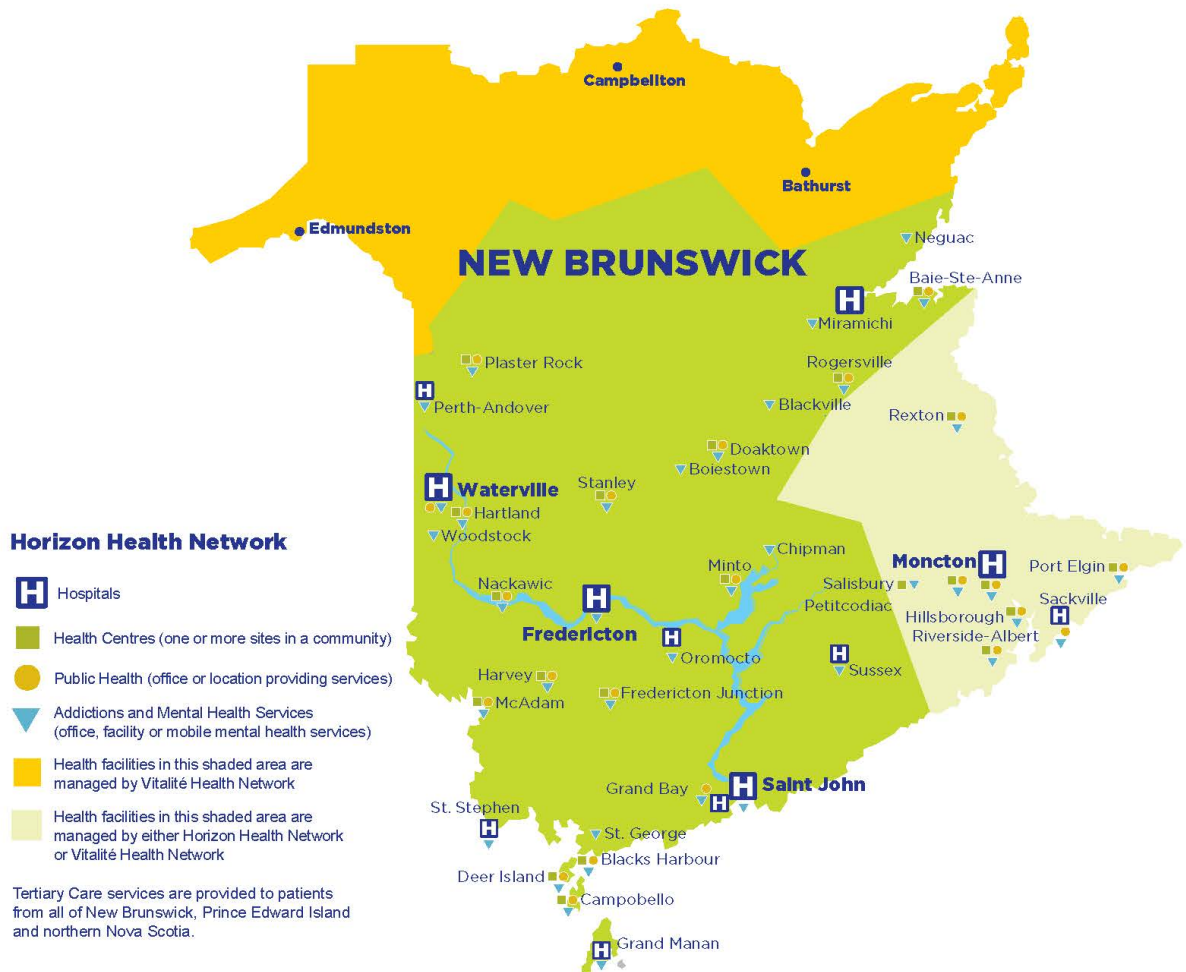 Campbellton
Bathurst
Edmundston
NEW BRUNSWICK
Neguac
Baie-Ste-Anne
H
Miramichi
Plaster Rock
Rogersville
H
Perth-Andover
Blackville
Rexton
Doaktown
Boiestown
H
Waterville
Stanley
Hartland
Woodstock
Chipman
Minto
Moncton
H
Port Elgin
Salisbury
Nackawic
H
Petitcodiac
Sackville
H
Hillsborough
Fredericton
Riverside-Albert
H
Oromocto
H
Sussex
Harvey
McAdam
Fredericton Junction
Grand Bay
H
H
Saint John
St. Stephen
H
St. George
Blacks Harbour
Deer Island
Campobello
H
Grand Manan
Horizon Health Network
H
Hospitals
Health Centres (one or more sites in a community)
Public Health (office or location providing services)
Addictions and Mental Health Services
(office, facility or mobile mental health services)
Health facilities in this shaded area are
managed by Vitalité Health Network
Health facilities in this shaded area are
managed by either Horizon Health Network
or Vitalité Health Network
Tertiary Care services are provided to patients
from all of New Brunswick, Prince Edward Island
and northern Nova Scotia.